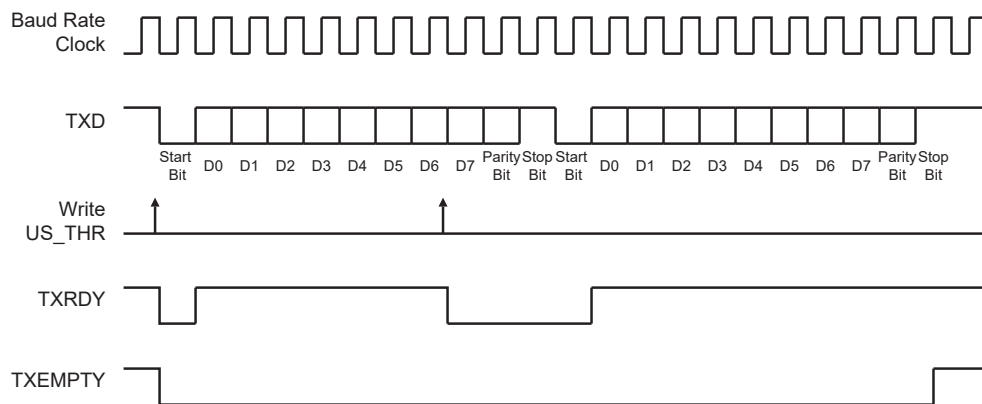 Baud Rate
Clock
TXD
Start
Bit
D0
D1
D2
D3
D4
D5
D6
D7
Parity
Bit
Stop
Bit
Start
Bit
D0
D1
D2
D3
D4
D5
D6
D7
Parity
Bit
Stop
Bit
Write
US_THR
TXRDY
TXEMPTY